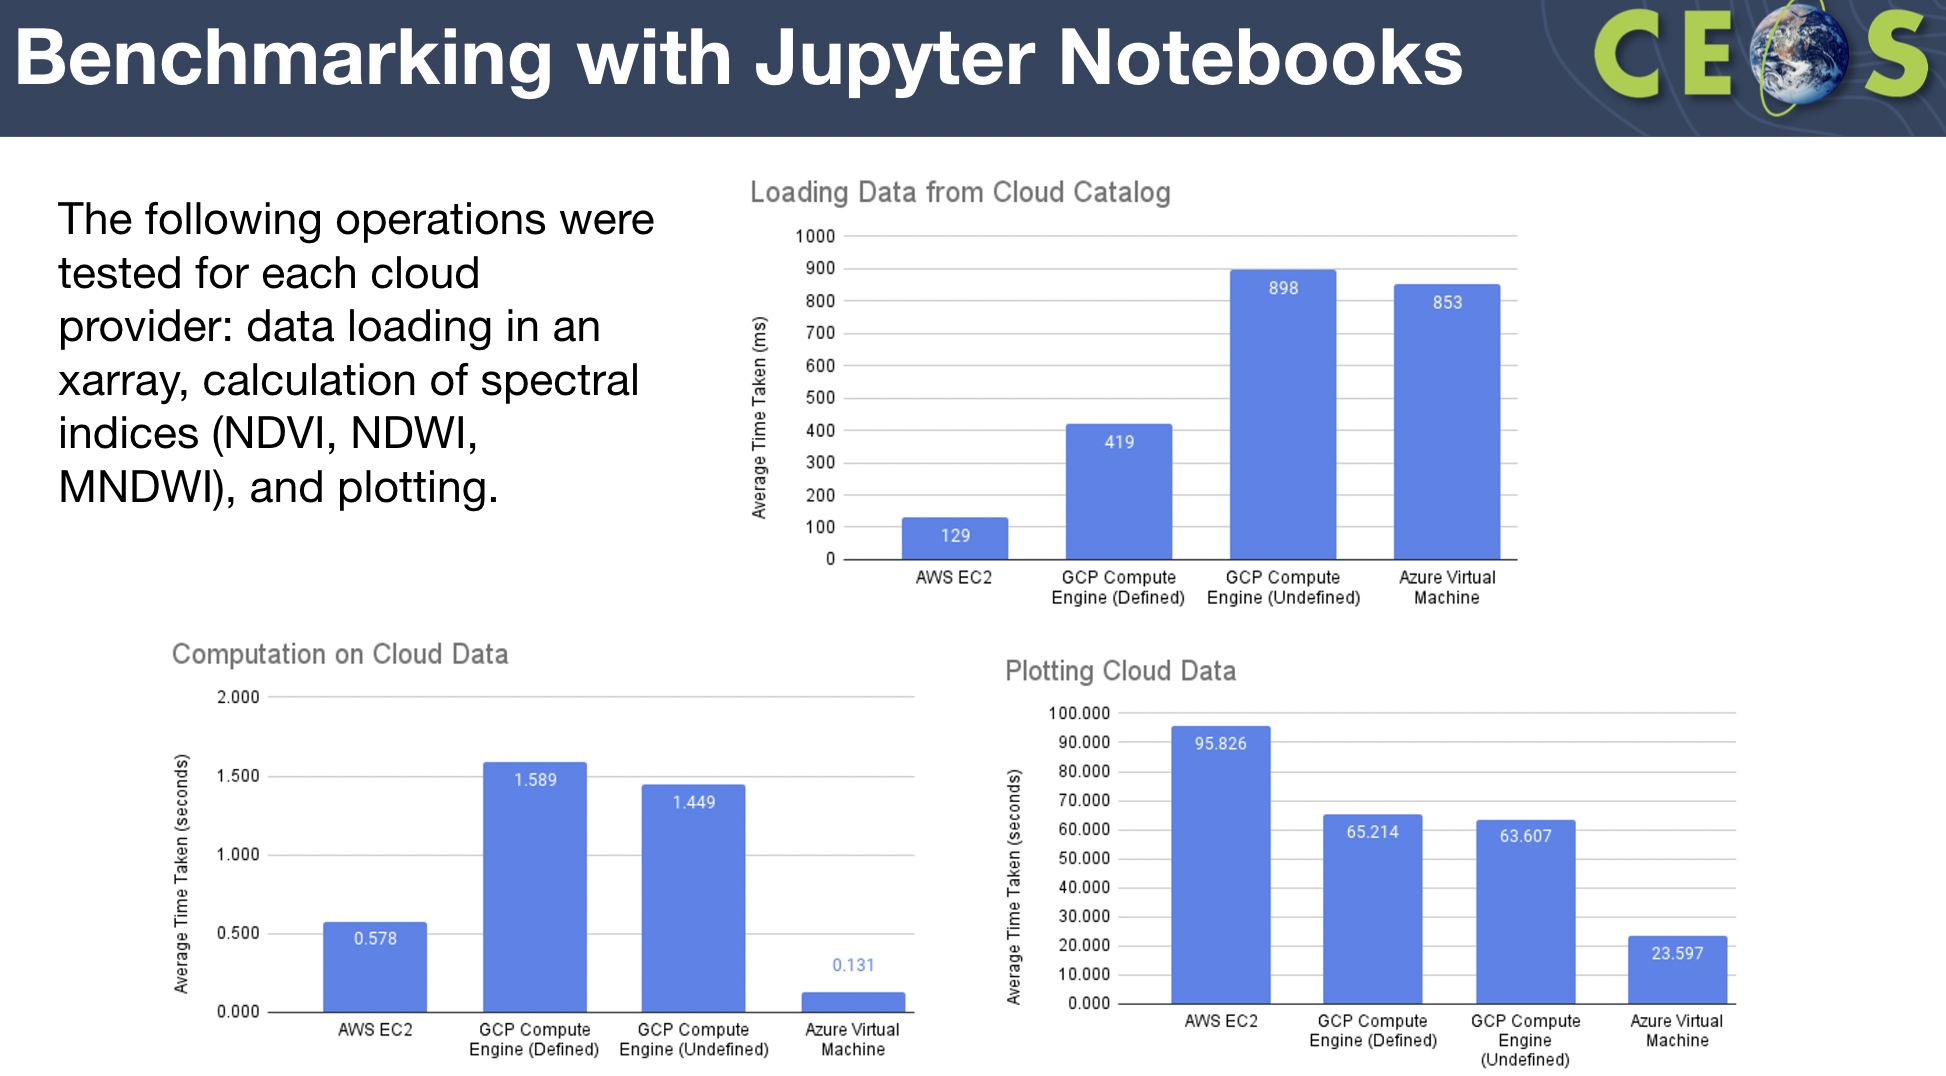 Benchmarking with Jupyter Notebooks
CEOS
The following operations were
tested for each cloud
provider: data loading in an
xarray, calculation of spectral
indices (NDVI, NDWI,
MNDWI), and plotting.
Loading Data from Cloud Catalog
Average Time Taken (ms)
1000
900
800
700
600
500
400
300
200
100
0
129
419
898
853
AWS EC2
GCP Compute
Engine (Defined)
GCP Compute
Engine (Undefined)
Azure Virtual
Machine
Computation on Cloud Data
Average Time Taken (seconds)
2.000
1.500
1.000
0.500
0.000
0.578
1.589
1.449
0.131
AWS EC2
GCP Compute
Engine (Defined)
GCP Compute
Engine (Undefined)
Azure Virtual
Machine
Plotting Cloud Data
Average Time Taken (seconds)
100.000
90.000
80.000
70.000
60.000
50.000
40.000
30.000
20.000
10.000
0.000
95.826
65.214
63.607
23.597
AWS EC2
GCP Compute
Engine (Defined)
GCP Compute
Engine
(Undefined)
Azure Virtual
Machine